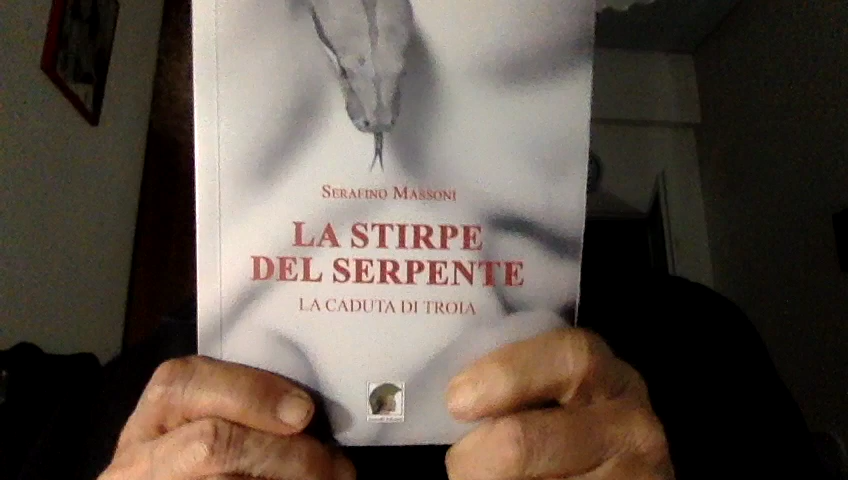 SERAFINO MASSONI
LA STIRPE
DEL SERPENTE
LA CADUTA DI TROIA